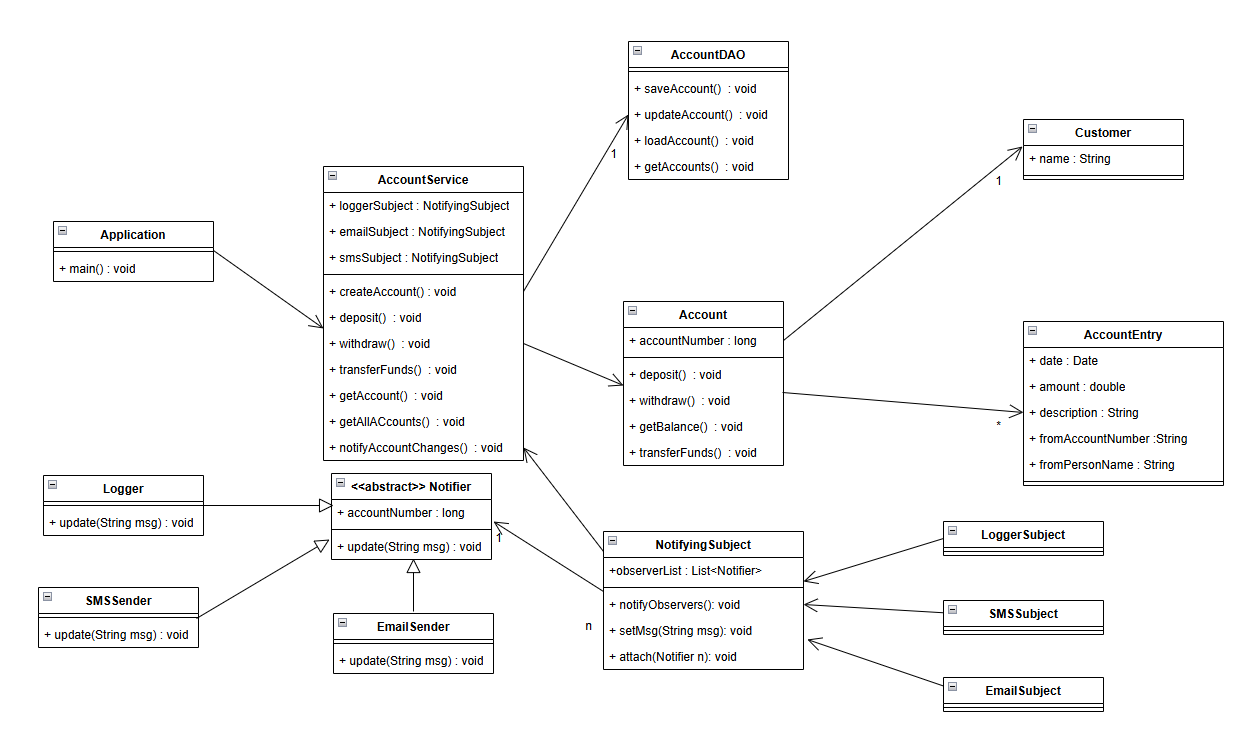 AccountDAO
+ saveAccount() : void
+ updateAccount() : void
+ loadAccount() : void
+ getAccounts() : void
1
Customer
+ name : String
1
AccountService
+ loggerSubject : NotifyingSubject
+ emailSubject : NotifyingSubject
+ smsSubject : NotifyingSubject
+ createAccount() : void
+ deposit() : void
+ withdraw() : void
+ transferFunds() : void
+ getAccount() : void
+ getAllACcounts() : void
+ notifyAccountChanges() : void
Application
+ main() : void
Account
+ accountNumber : long
+ deposit() : void
+ withdraw() : void
+ getBalance() : void
+ transferFunds() : void
AccountEntry
+ date : Date
+ amount : double
+ description : String
+ fromAccountNumber :String
+ fromPersonName : String
*
Logger
+ update(String msg) : void
<<abstract>> Notifier
+ accountNumber : long
+ update(String msg) : void
1
NotifyingSubject
+observerList : List<Notifier>
+ notifyObservers(): void
+ setMsg(String msg): void
+ attach(Notifier n): void
n
LoggerSubject
SMSSender
+ update(String msg) : void
EmailSender
+ update(String msg) : void
SMSSubject
EmailSubject